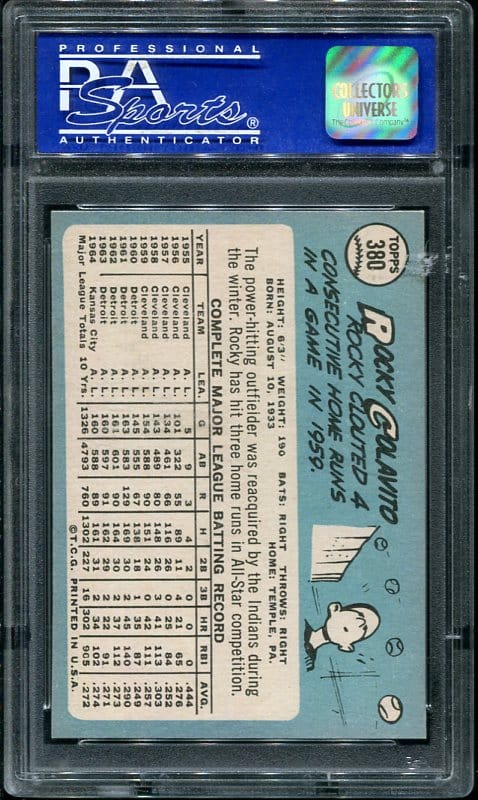 PROFESSIONAL
PSA
Sports®
AUTHENTICATOR
COLLECTORS
UNIVERSE
The Collectors Company™
TOPPS
380
ROCKY COLAVITO
ROCKY CLOUTED 4
CONSECUTIVE HOME RUNS
IN A GAME IN 1959.
HEIGHT: 6'3" WEIGHT: 190 BATS: RIGHT THROWS: RIGHT
BORN: AUGUST 10, 1933 HOME: TEMPLE, PA.
The power-hitting outfielder was reacquired by the Indians during
the winter. Rocky has hit three home runs in All-Star competition.
COMPLETE MAJOR LEAGUE BATTING RECORD
YEAR TEAM LEA. G AB R H 2B 3B HR RBI AVG.
1955 Cleveland A. L. 5 9 3 4 2 0 0 0 .444
1956 Cleveland A. L. 101 322 55 89 11 4 21 65 .276
1957 Cleveland A. L. 134 461 66 116 26 0 25 84 .252
1958 Cleveland A. L. 143 489 80 148 26 3 41 113 .303
1959 Cleveland A. L. 154 588 90 151 24 0 42 111 .257
1960 Detroit A. L. 145 555 67 138 18 1 35 87 .249
1961 Detroit A. L. 163 583 129 169 30 2 45 140 .290
1962 Detroit A. L. 161 601 90 164 30 2 37 112 .273
1963 Detroit A. L. 160 597 91 162 29 2 22 91 .271
1964 Kansas City A. L. 160 588 89 161 31 2 34 102 .274
Major League Totals 10 Yrs. 1326 4793 760 1302 227 16 302 905 .272
©T.C.G. PRINTED IN U.S.A.